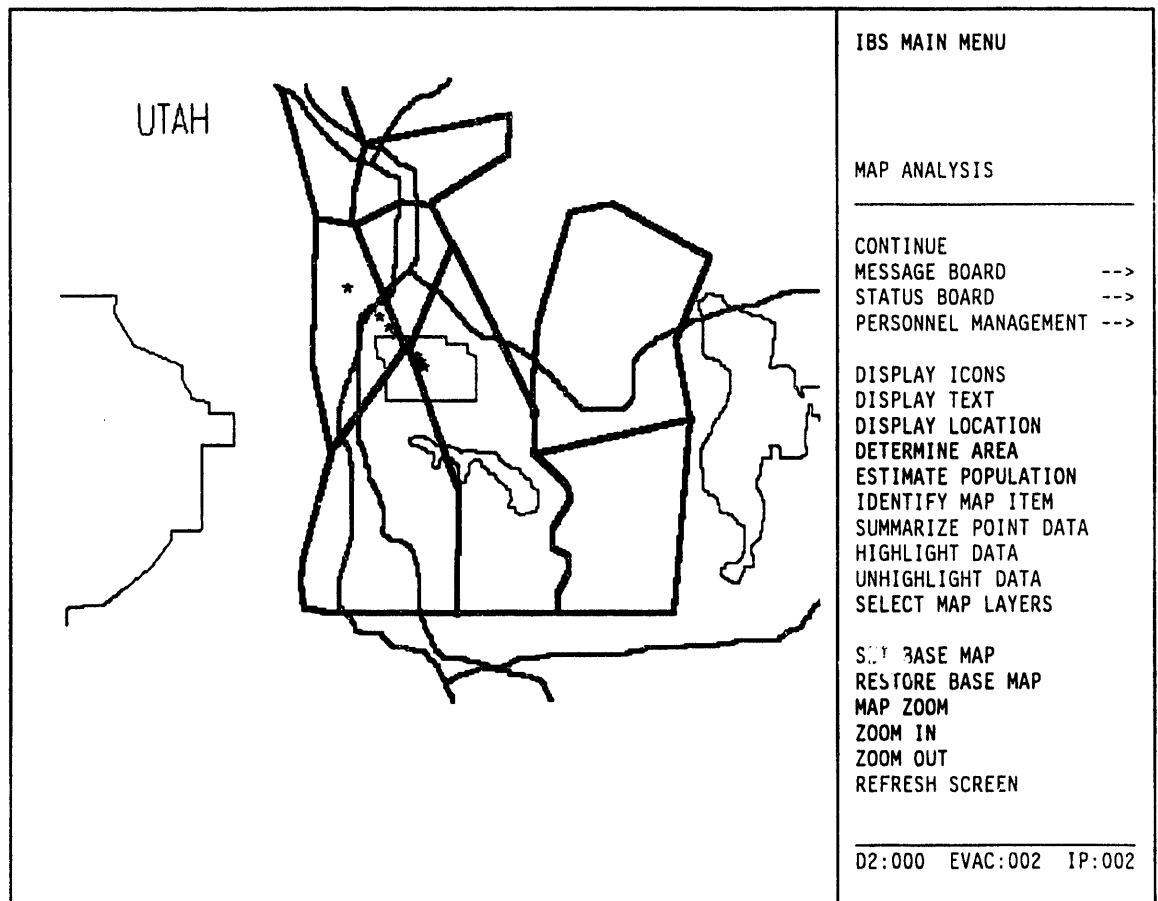 UTAH
IBS MAIN MENU
MAP ANALYSIS
CONTINUE
MESSAGE BOARD -->
STATUS BOARD -->
PERSONNEL MANAGEMENT -->
DISPLAY ICONS
DISPLAY TEXT
DISPLAY LOCATION
DETERMINE AREA
ESTIMATE POPULATION
IDENTIFY MAP ITEM
SUMMARIZE POINT DATA
HIGHLIGHT DATA
UNHIGHLIGHT DATA
SELECT MAP LAYERS
BASE MAP
RESTORE BASE MAP
MAP ZOOM
ZOOM IN
ZOOM OUT
REFRESH SCREEN
D2:000 EVAC:002 IP:002